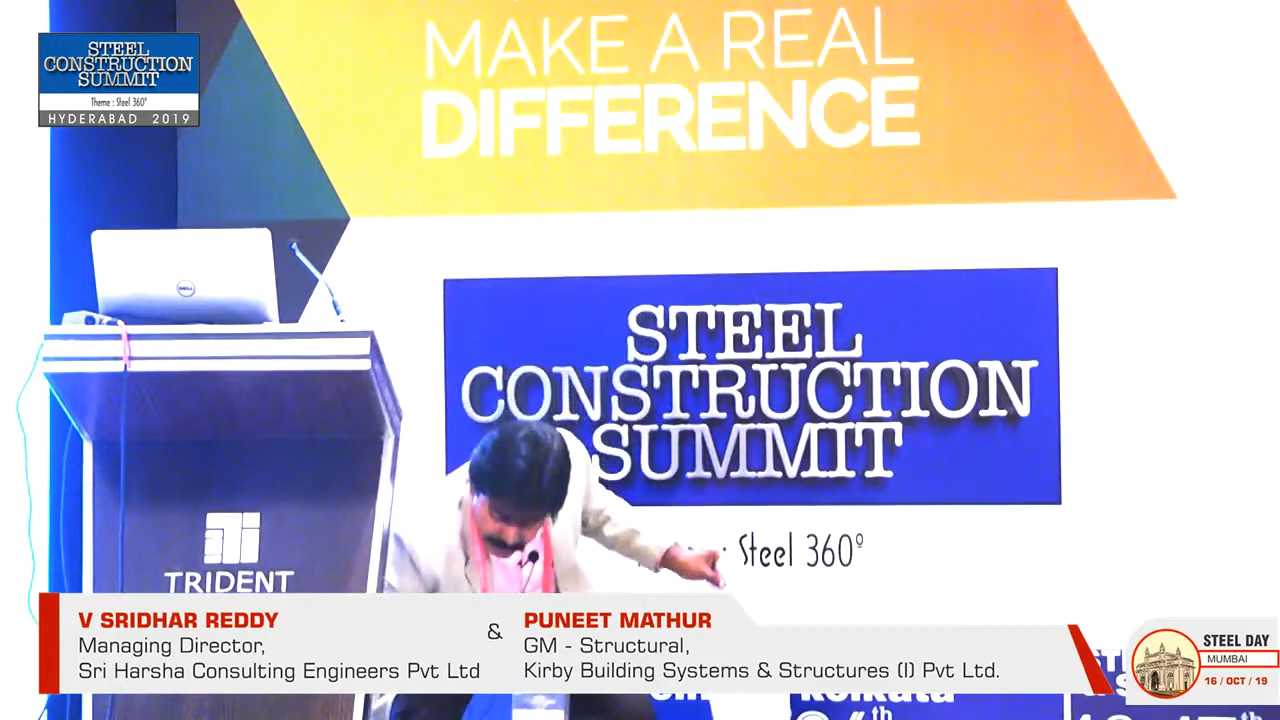 MAKE A REAL
DIFFERENCE
STEEL
CONSTRUCTION
SUMMIT
Theme : Steel 360°
HYDERABAD 2019
DELL
STEEL
CONSTRUCTION
SUMMIT
Steel 360º
TRIDENT
V SRIDHAR REDDY
Managing Director,
Sri Harsha Consulting Engineers Pvt Ltd
&
PUNEET MATHUR
GM - Structural,
Kirby Building Systems & Structures (I) Pvt Ltd.
STEEL DAY
MUMBAI
16 / OCT / 19
Kolkata